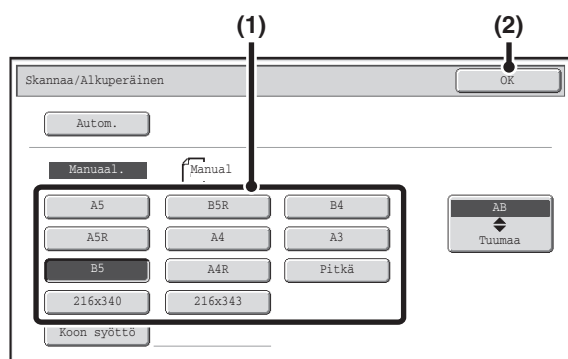 (1) (2)
Skannaa/Alkuperäinen OK
Autom.
Manuaal. Manual
A5 B5R B4
A5R A4 A3
B5 A4R Pitkä
216x340 216x343
Koon syöttö
AB
Tuumaa